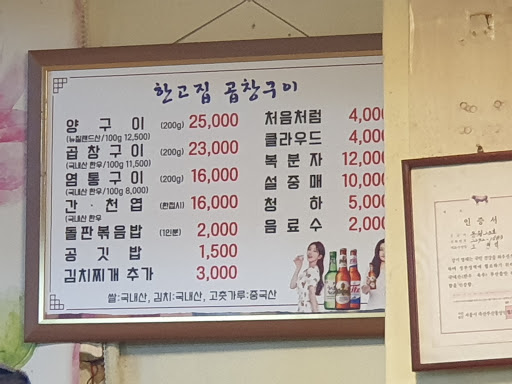 한고집 곱창구이
양구이 (200g) 25,000
(뉴질랜드산/100g 12,500)
곱창구이 (200g) 23,000
(국내산 한우/100g 11,500)
염통구이 (200g) 16,000
(국내산 한우/100g 8,000)
간·천엽 (한접시) 16,000
(국내산 한우
돌판볶음밥 (1인분) 2,000
공깃밥 1,500
김치찌개 추가 3,000
처음처럼 4,000
클라우드 4,000
복분자 12,000
설중매 10,000
청하 5,000
음료수 2,000
쌀:국내산, 김치:국내산, 고춧가루:중국산
인증서